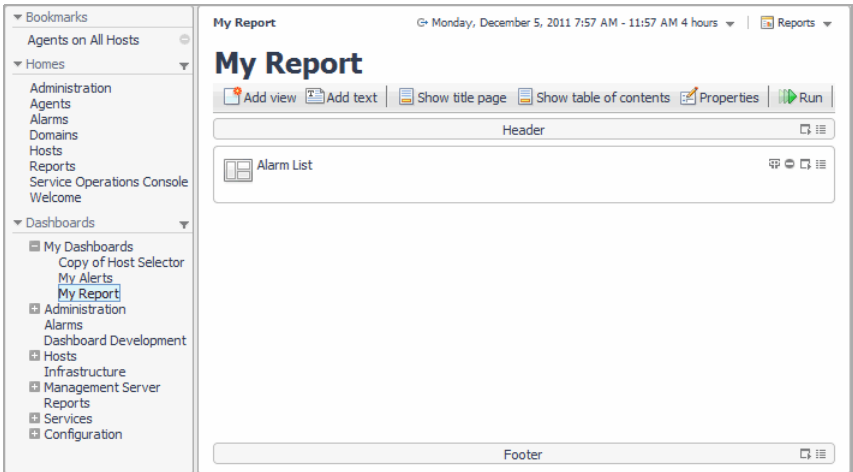 Bookmarks
Agents on All Hosts
Homes
Administration
Agents
Alarms
Domains
Hosts
Reports
Service Operations Console
Welcome
Dashboards
My Dashboards
Copy of Host Selector
My Alerts
My Report
Administration
Alarms
Dashboard Development
Hosts
Infrastructure
Management Server
Reports
Services
Configuration
My Report Monday, December 5, 2011 7:57 AM - 11:57 AM 4 hours Reports
My Report
Add view Add text Show title page Show table of contents Properties Run
Header
Alarm List
Footer